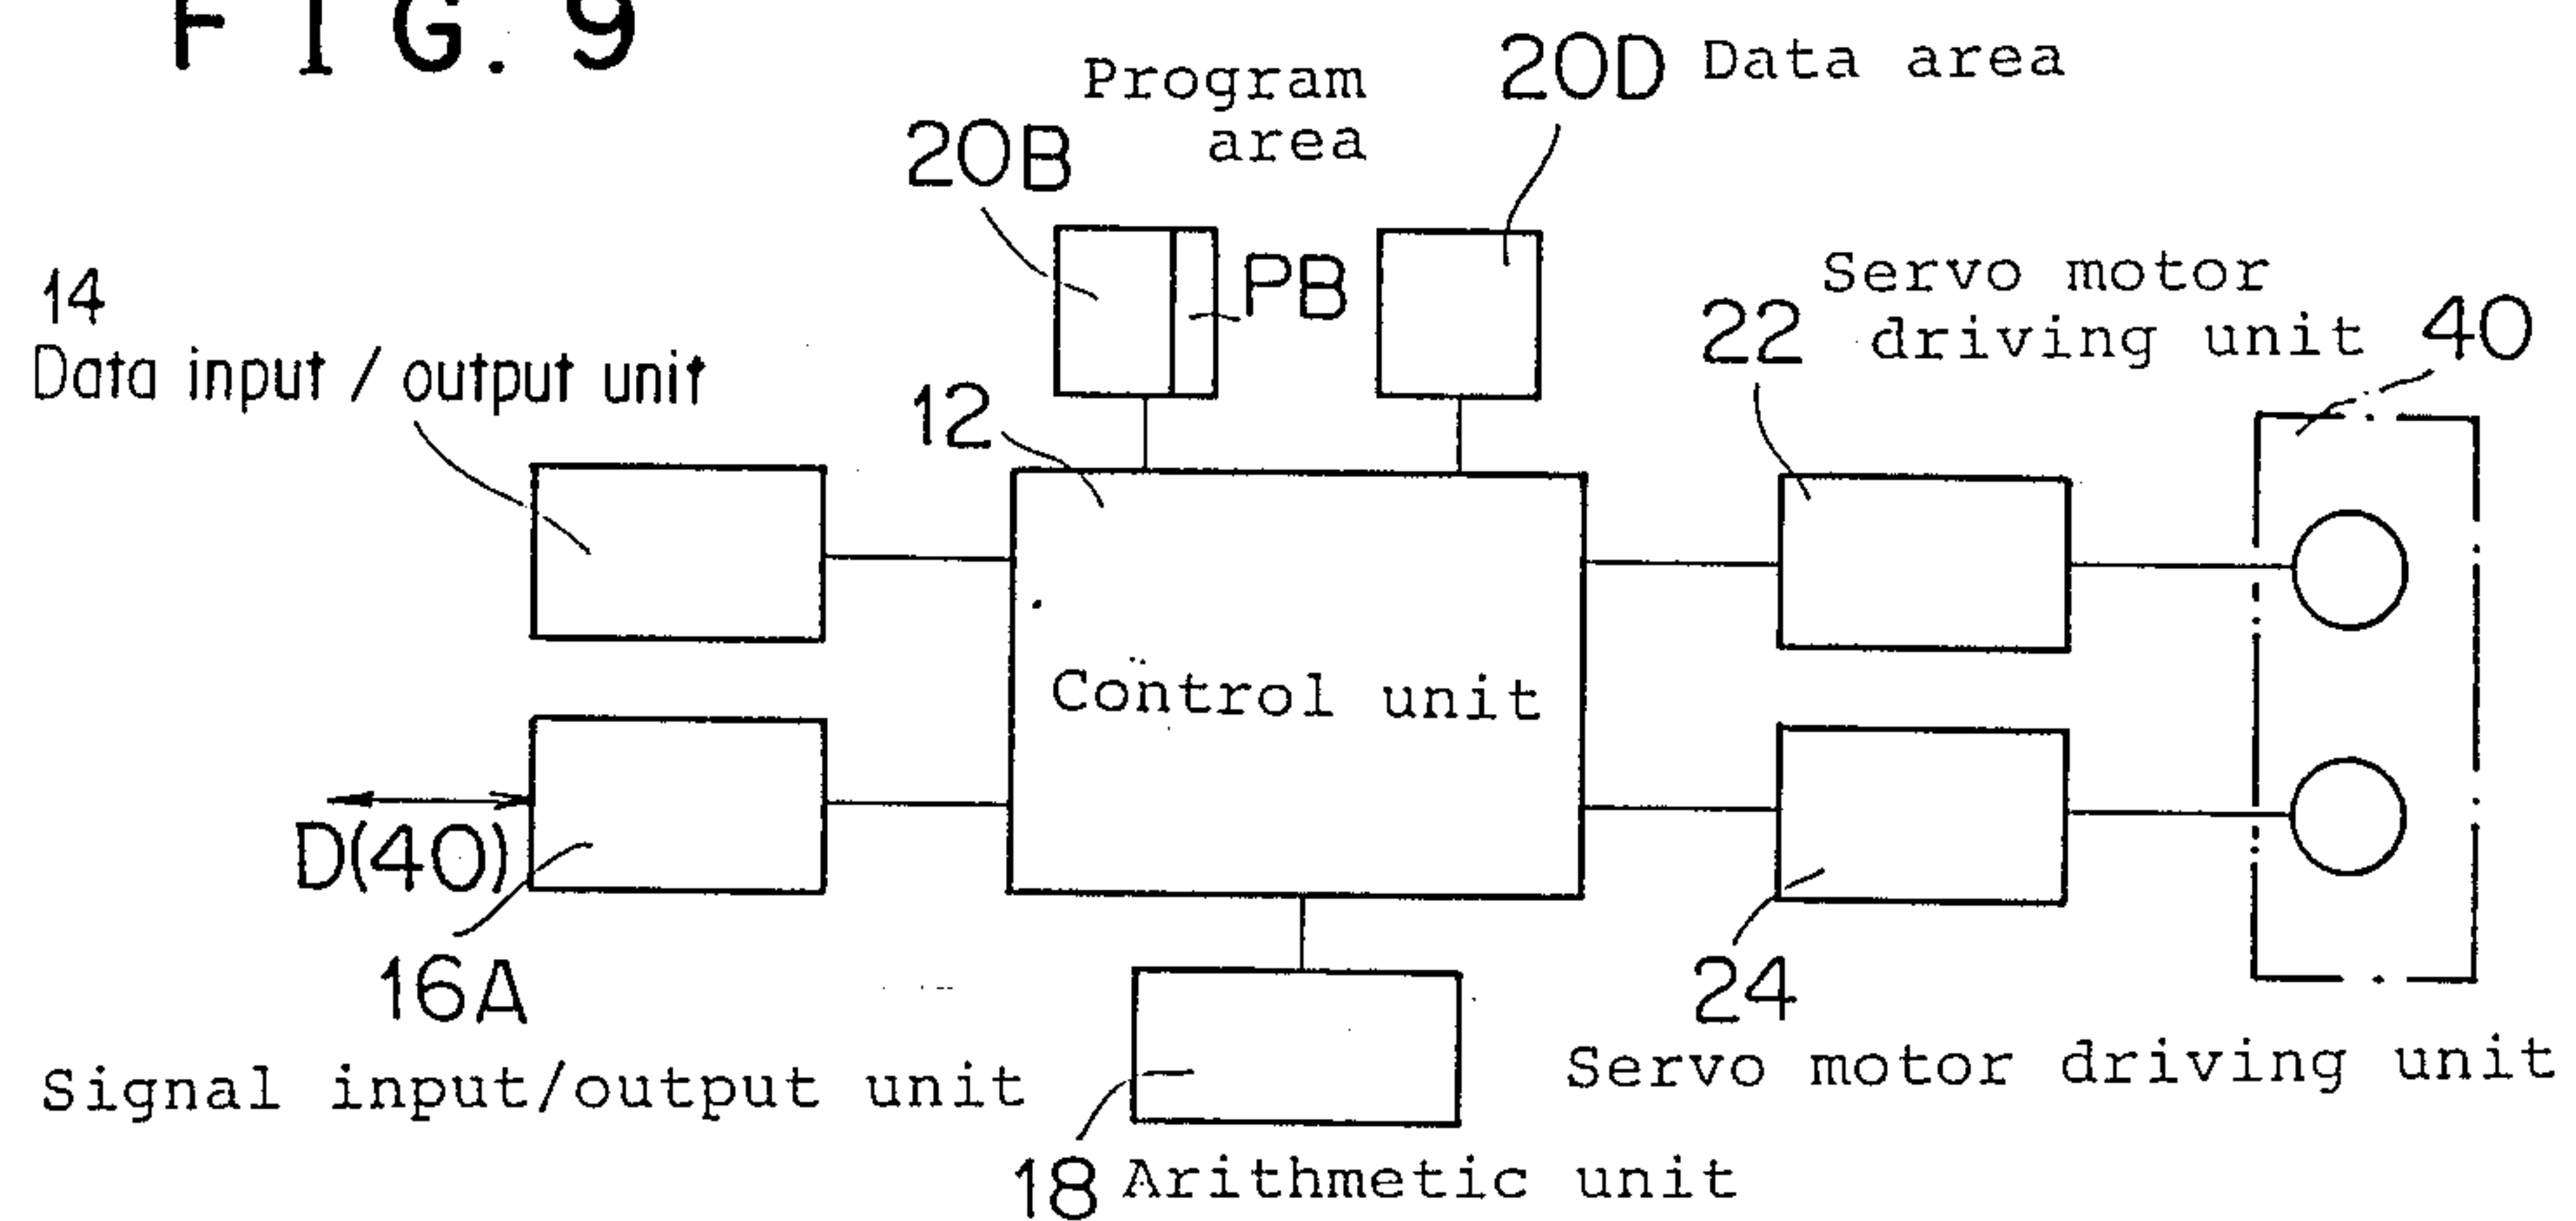 FIG. 9
Program
area
20B
20D Data area
PB
14
Data input / output unit
12
Servo motor
22 driving unit
40
Control unit
D(40)
16A
Signal input/output unit
24
Servo motor driving unit
18 Arithmetic unit